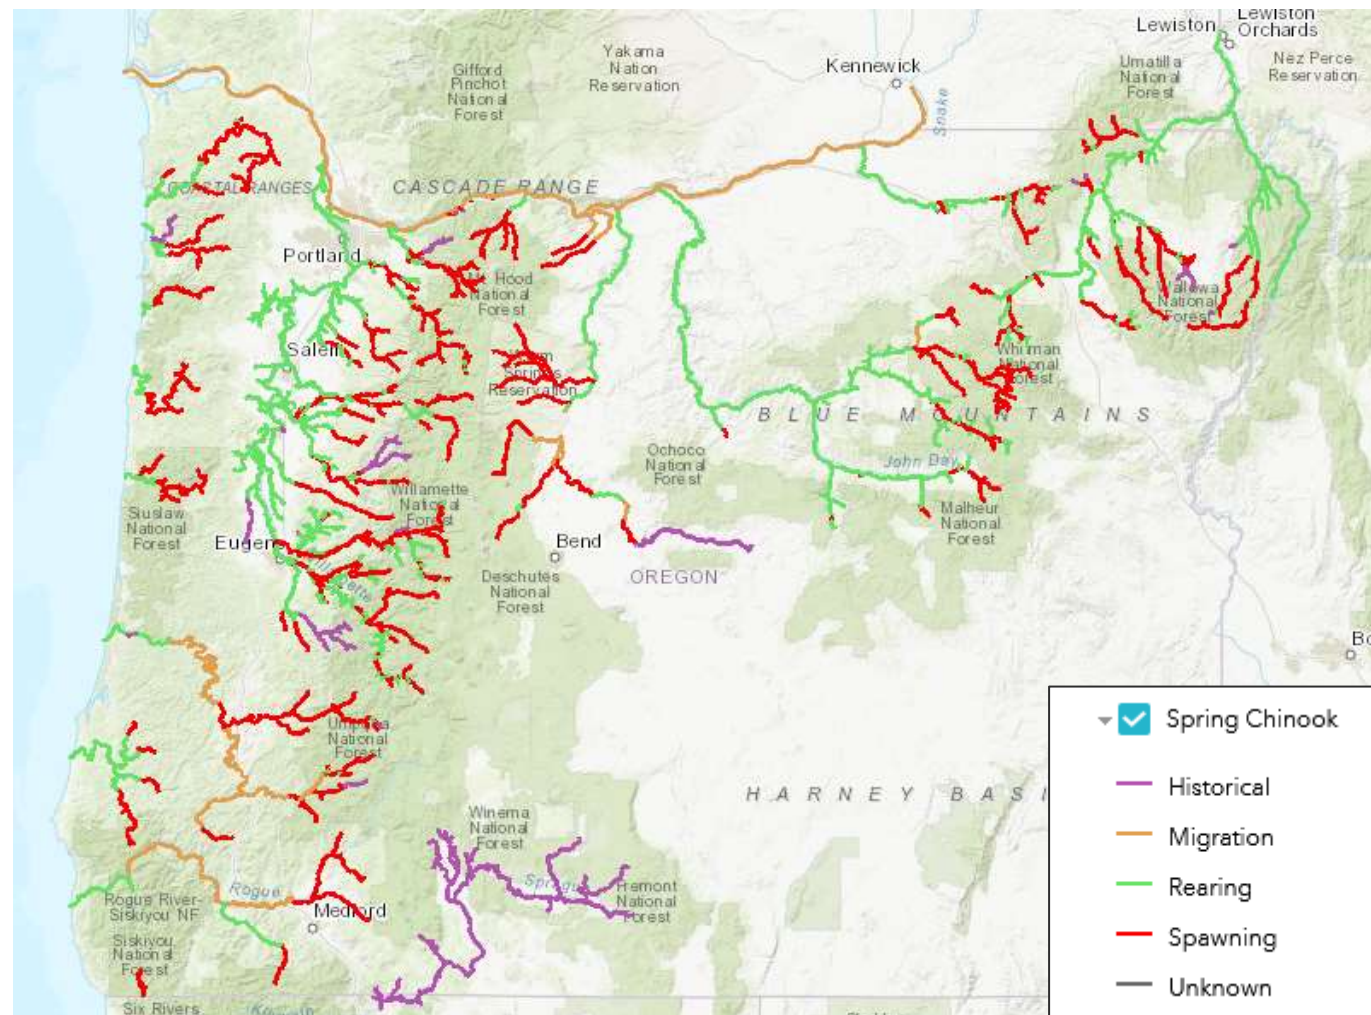 Lewiston
Lewiston
Orchards
Yakama
Nation
Reservation
Kennewick
Umatilla
National
Forest
Nez Perce
Reservation
Gifford
Pinchot
National
Forest
Snake
COASTAL RANGES
CASCADE RANGE
Portland
Mt Hood
National
Forest
Wallowa
National
Forest
Salem
Springs
Reservation
Whitman
National
Forest
BLUE MOUNTAINS
Ochoco
National
Forest
John Day
Malheur
National
Forest
Siuslaw
National
Forest
Willamette
National
Forest
Eugene
Bend
OREGON
Deschutes
National
Forest
Bo
Umpqua
National
Forest
HARNEY BASI
Winema
National
Forest
Sprague
Fremont
National
Forest
Rogue
Rogue River-
Siskiyou NF
Medford
Siskiyou
National
Forest
Six Rivers
Klamath
Spring Chinook
Historical
Migration
Rearing
Spawning
Unknown